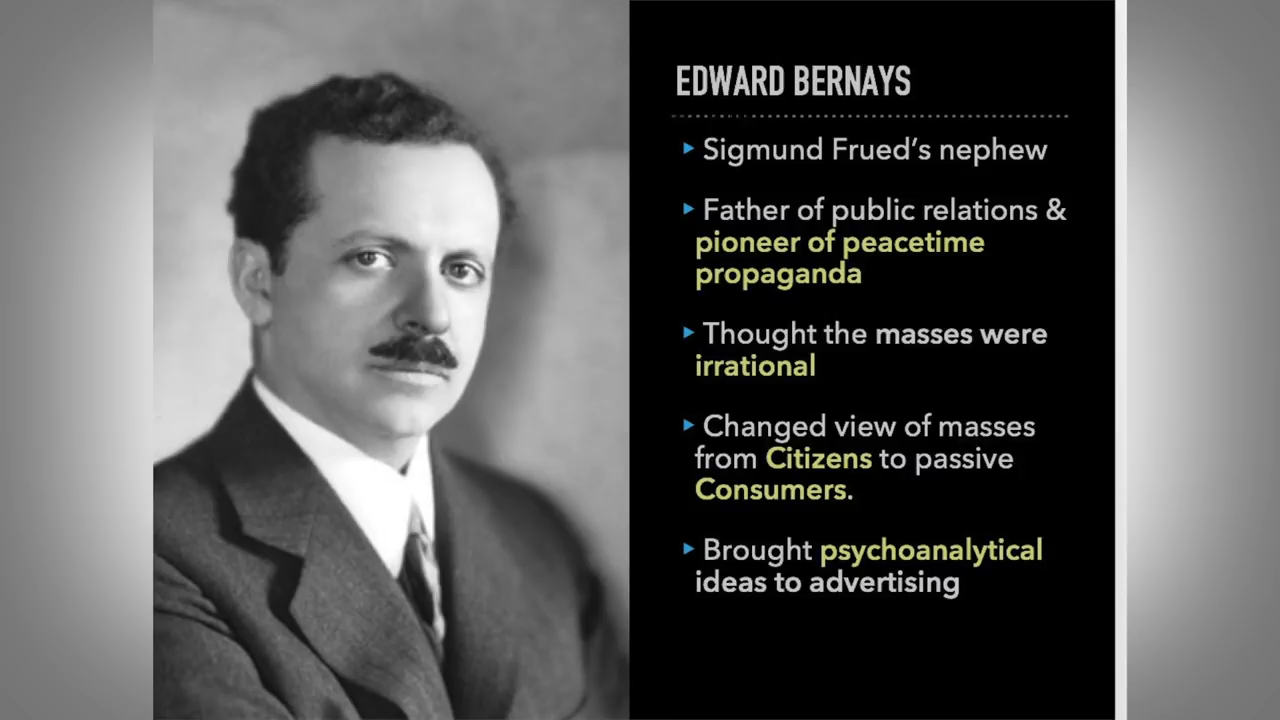 EDWARD BERNAYS
▸ Sigmund Frued's nephew
▸ Father of public relations &
pioneer of peacetime
propaganda
▸ Thought the masses were
irrational
▸ Changed view of masses
from Citizens to passive
Consumers.
▸ Brought psychoanalytical
ideas to advertising